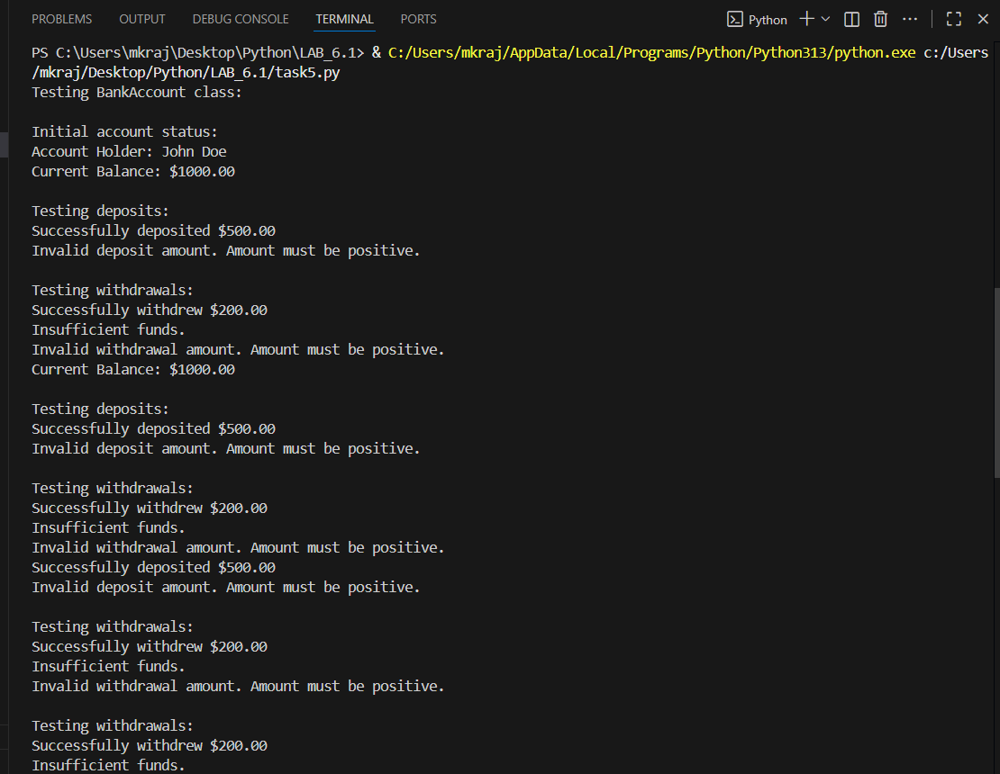 PROBLEMS OUTPUT DEBUG CONSOLE TERMINAL PORTS Python
PS C:\Users\mkraj\Desktop\Python\LAB_6.1> & C:/Users/mkraj/AppData/Local/Programs/Python/Python313/python.exe c:/Users
/mkraj/Desktop/Python/LAB_6.1/task5.py
Testing BankAccount class:

Initial account status:
Account Holder: John Doe
Current Balance: $1000.00

Testing deposits:
Successfully deposited $500.00
Invalid deposit amount. Amount must be positive.

Testing withdrawals:
Successfully withdrew $200.00
Insufficient funds.
Invalid withdrawal amount. Amount must be positive.
Current Balance: $1000.00

Testing deposits:
Successfully deposited $500.00
Invalid deposit amount. Amount must be positive.

Testing withdrawals:
Successfully withdrew $200.00
Insufficient funds.
Invalid withdrawal amount. Amount must be positive.
Successfully deposited $500.00
Invalid deposit amount. Amount must be positive.

Testing withdrawals:
Successfully withdrew $200.00
Insufficient funds.
Invalid withdrawal amount. Amount must be positive.

Testing withdrawals:
Successfully withdrew $200.00
Insufficient funds.